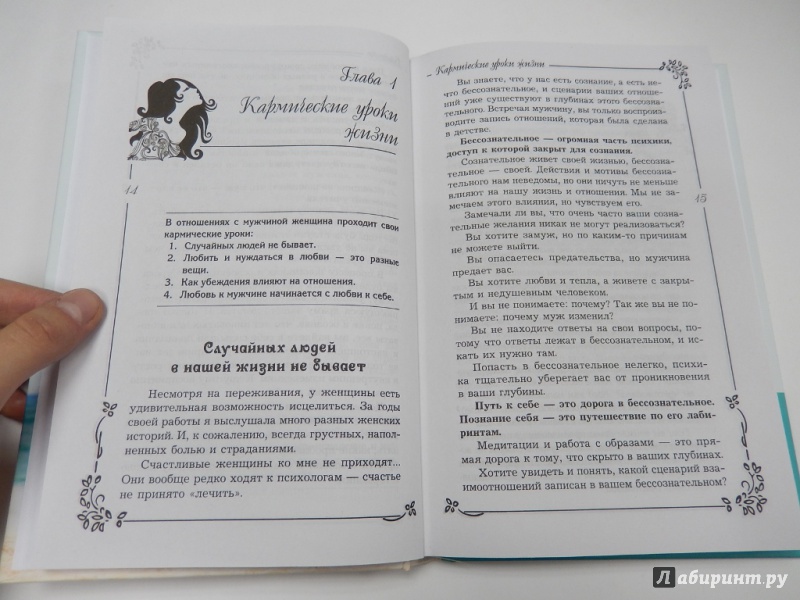 Глава 1
Кармические уроки
жизни
14
В отношениях с мужчиной женщина проходит свои
кармические уроки:
1. Случайных людей не бывает.
2. Любить и нуждаться в любви — это разные
вещи.
3. Как убеждения влияют на отношения.
4. Любовь к мужчине начинается с любви к себе.
Случайных людей
в нашей жизни не бывает
Несмотря на переживания, у женщины есть
удивительная возможность исцелиться. За годы
своей работы я выслушала много разных женских
историй. И, к сожалению, всегда грустных, напол-
ненных болью и страданиями.
Счастливые женщины ко мне не приходят...
Они вообще редко ходят к психологам — счастье
не принято «лечить».
Кармические уроки жизни
Вы знаете, что у нас есть сознание, а есть не-
что бессознательное, и сценарии ваших отноше-
ний уже существуют в глубинах этого бессозна-
тельного. Встречая мужчину, вы только воспроиз-
водите запись отношений, которая была сделана
в детстве.
Бессознательное — огромная часть психики,
доступ к которой закрыт для сознания.
Сознательное живет своей жизнью, бессозна-
тельное — своей. Действия и мотивы бессозна-
тельного нам неведомы, но они ничуть не меньше
влияют на нашу жизнь и отношения. Мы не за-
мечаем этого влияния, но чувствуем его.
15
Замечали ли вы, что очень часто ваши созна-
тельные желания никак не могут реализоваться?
Вы хотите замуж, но по каким-то причинам
не можете выйти.
Вы опасаетесь предательства, но мужчина
предает вас.
Вы хотите любви и тепла, а живете с закры-
тым и недушевным человеком.
И вы не понимаете: почему? Так же вы не по-
нимаете: почему муж изменил?
Вы не находите ответы на свои вопросы, пото-
му что ответы лежат в бессознательном, и искать
их нужно там.
Попасть в бессознательное нелегко, психи-
ка тщательно уберегает вас от проникновения
в ваши глубины.
Путь к себе — это дорога в бессознательное.
Познание себя — это путешествие по его лаби-
ринтам.
Медитации и работа с образами — это пря-
мая дорога к тому, что скрыто в ваших глубинах.
Хотите увидеть и понять, какой сценарий вза-
имоотношений записан в вашем бессознательном?
Лабиринт.ру